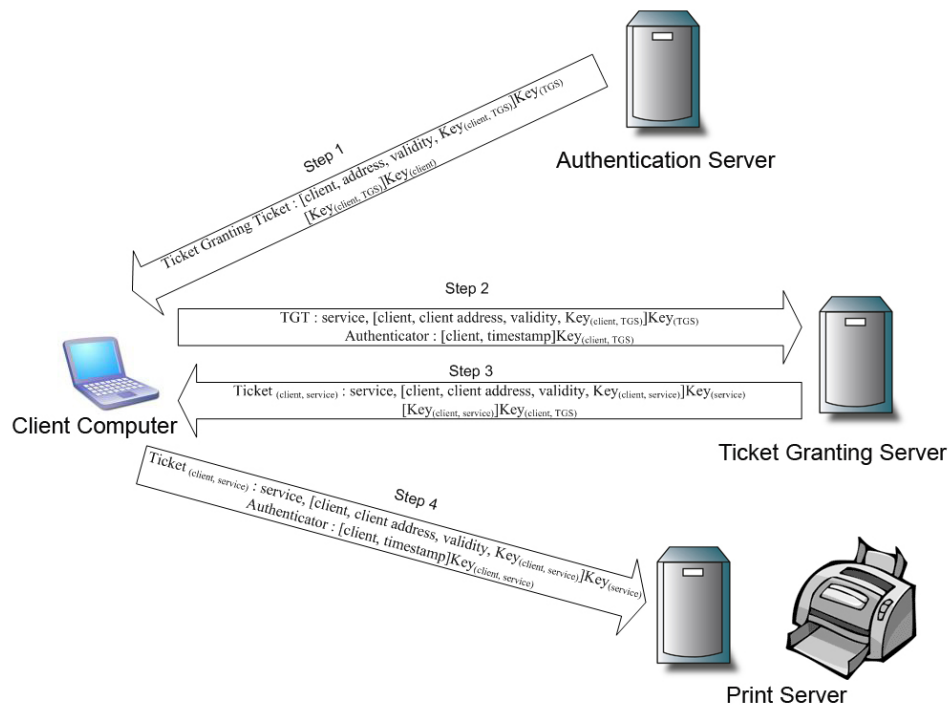 Authentication Server
Step 1
Ticket Granting Ticket : [client, address, validity, Key(client, TGS)]Key(TGS)
[Key(client, TGS)]Key(client)
Step 2
TGT : service, [client, client address, validity, Key(client, TGS)]Key(TGS)
Authenticator : [client, timestamp]Key(client, TGS)
Step 3
Ticket (client, service) : service, [client, client address, validity, Key(client, service)]Key(service)
[Key(client, service)]Key(client, TGS)
Client Computer
Ticket Granting Server
Step 4
Ticket (client, service) : service, [client, client address, validity, Key(client, service)]Key(service)
Authenticator : [client, timestamp]Key(client, service)
Print Server